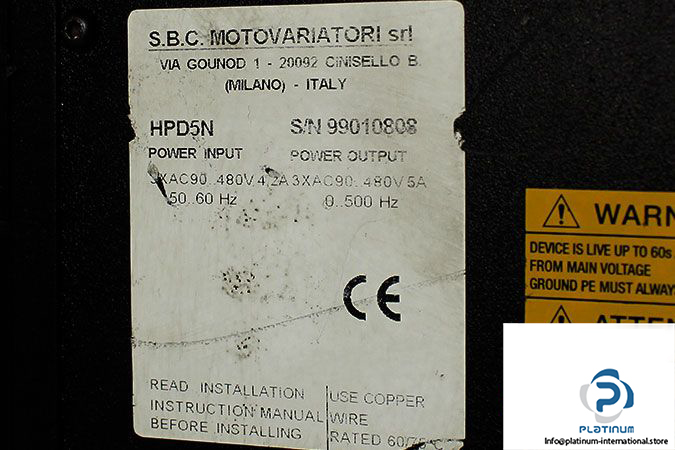 S.B.C. MOTOVARIATORI srl
VIA GOUNOD 1 - 20092 CINISELLO B.
(MILANO) - ITALY
HPD5N S/N 99010808
POWER INPUT POWER OUTPUT
3XAC90..480V 4,2A 3XAC90..480V 5A
50..60 Hz 0..500 Hz
CE
READ INSTALLATION
INSTRUCTION MANUAL
BEFORE INSTALLING
USE COPPER
WIRE
RATED 60/75°C
WARN
DEVICE IS LIVE UP TO 60s
FROM MAIN VOLTAGE
GROUND PE MUST ALWAY
ATTEN
PLATINUM
Info@platinum-international.store